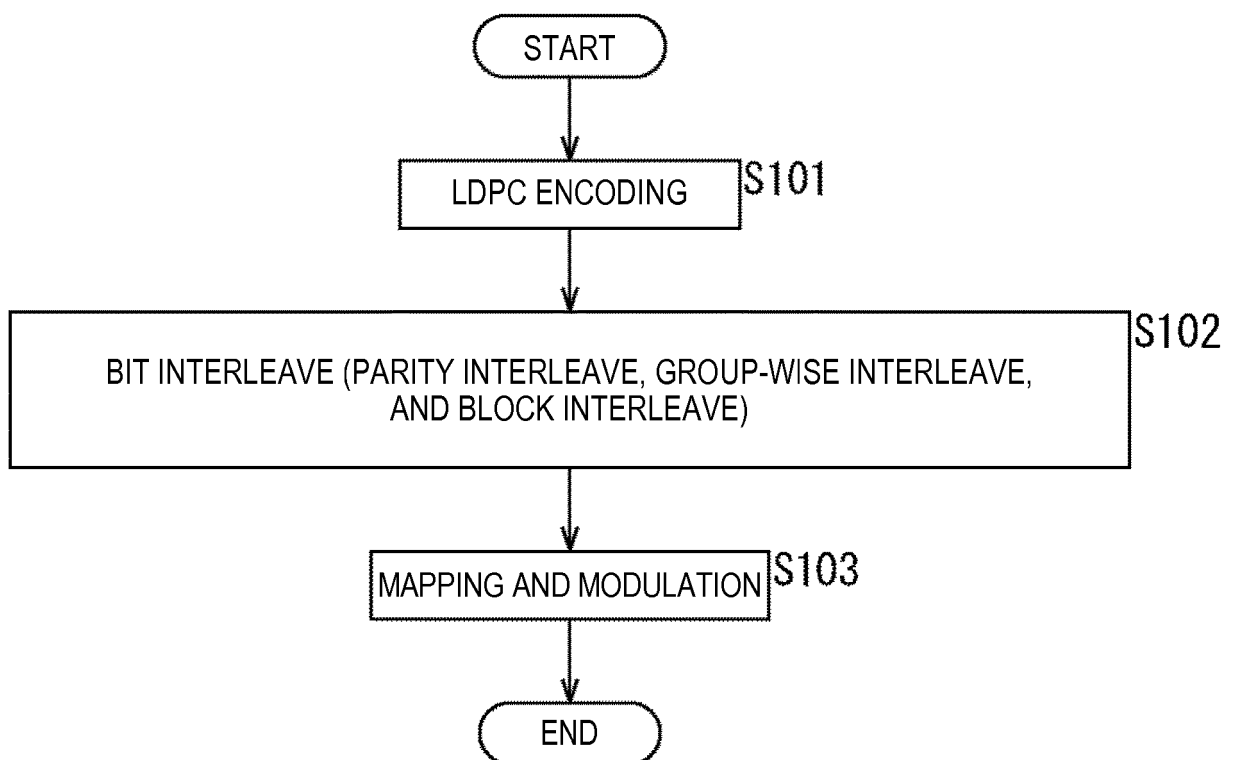 START
LDPC ENCODING
S101
BIT INTERLEAVE (PARITY INTERLEAVE, GROUP-WISE INTERLEAVE,
AND BLOCK INTERLEAVE)
S102
MAPPING AND MODULATION
S103
END